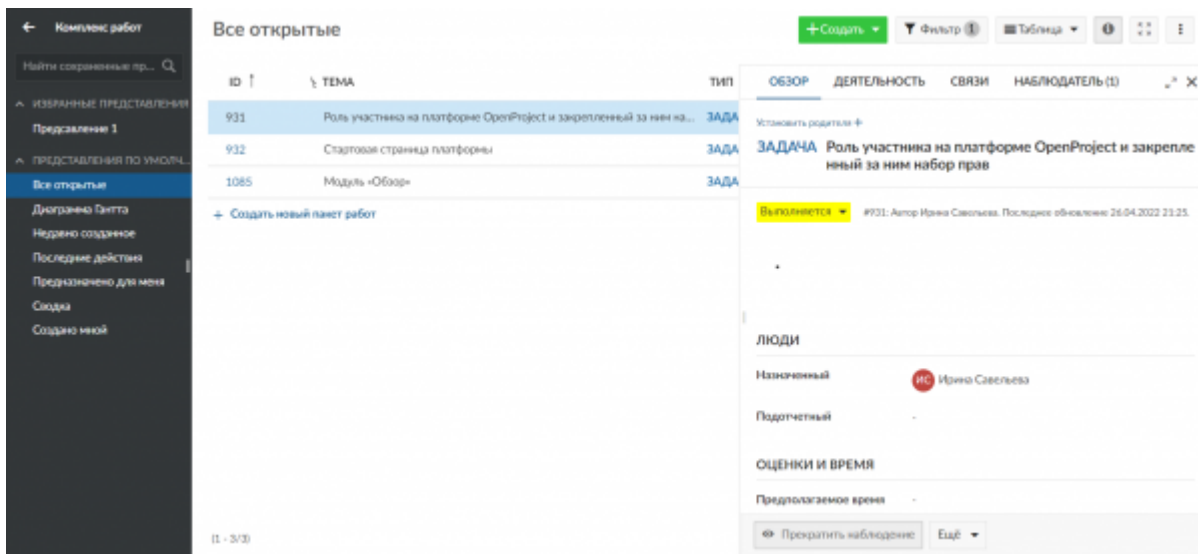 Комплекс работ
Найти сохраненные пр...
ИЗБРАННЫЕ ПРЕДСТАВЛЕНИЯ
Предсавление 1
ПРЕДСТАВЛЕНИЯ ПО УМОЛЧ...
Все открытые
Диаграмма Гантта
Недавно созданное
Последние действия
Предназначено для меня
Сводка
Создано мной
Все открытые
+ Создать
Фильтр 1
Таблица
ID ТЕМА ТИП
931 Роль участника на платформе OpenProject и закрепленный за ним на... ЗАДА
932 Стартовая страница платформы ЗАДА
1085 Модуль «Обзор» ЗАДА
+ Создать новый пакет работ
(1 - 3/3)
ОБЗОР ДЕЯТЕЛЬНОСТЬ СВЯЗИ НАБЛЮДАТЕЛЬ (1)
Установить родителя +
ЗАДАЧА Роль участника на платформе OpenProject и закрепле
нный за ним набор прав
Выполняется #931: Автор Ирина Савельева. Последнее обновление 26.04.2022 21:25.
ЛЮДИ
Назначенный ИС Ирина Савельева
Подотчетный -
ОЦЕНКИ И ВРЕМЯ
Предполагаемое время -
Прекратить наблюдение Ещё